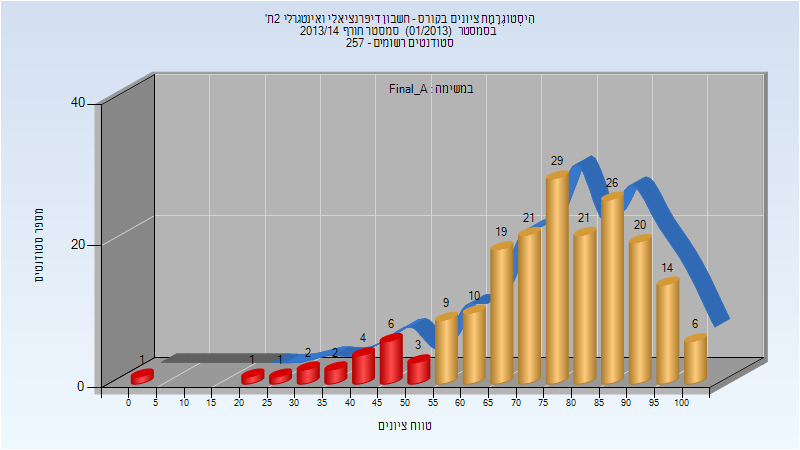 היסטוגרמת ציונים בקורס - חשבון דיפרנציאלי ואינטגרלי 2ת'
בסמסטר (01/2013) סמסטר חורף 2013/14
סטודנטים רשומים - 257
במשימה : Final_A
40
20
0
מספר סטודנטים
1 1 1 2 2 4 6 3 9 10 19 21 29 21 26 20 14 6
0 5 10 15 20 25 30 35 40 45 50 55 60 65 70 75 80 85 90 95 100
טווח ציונים